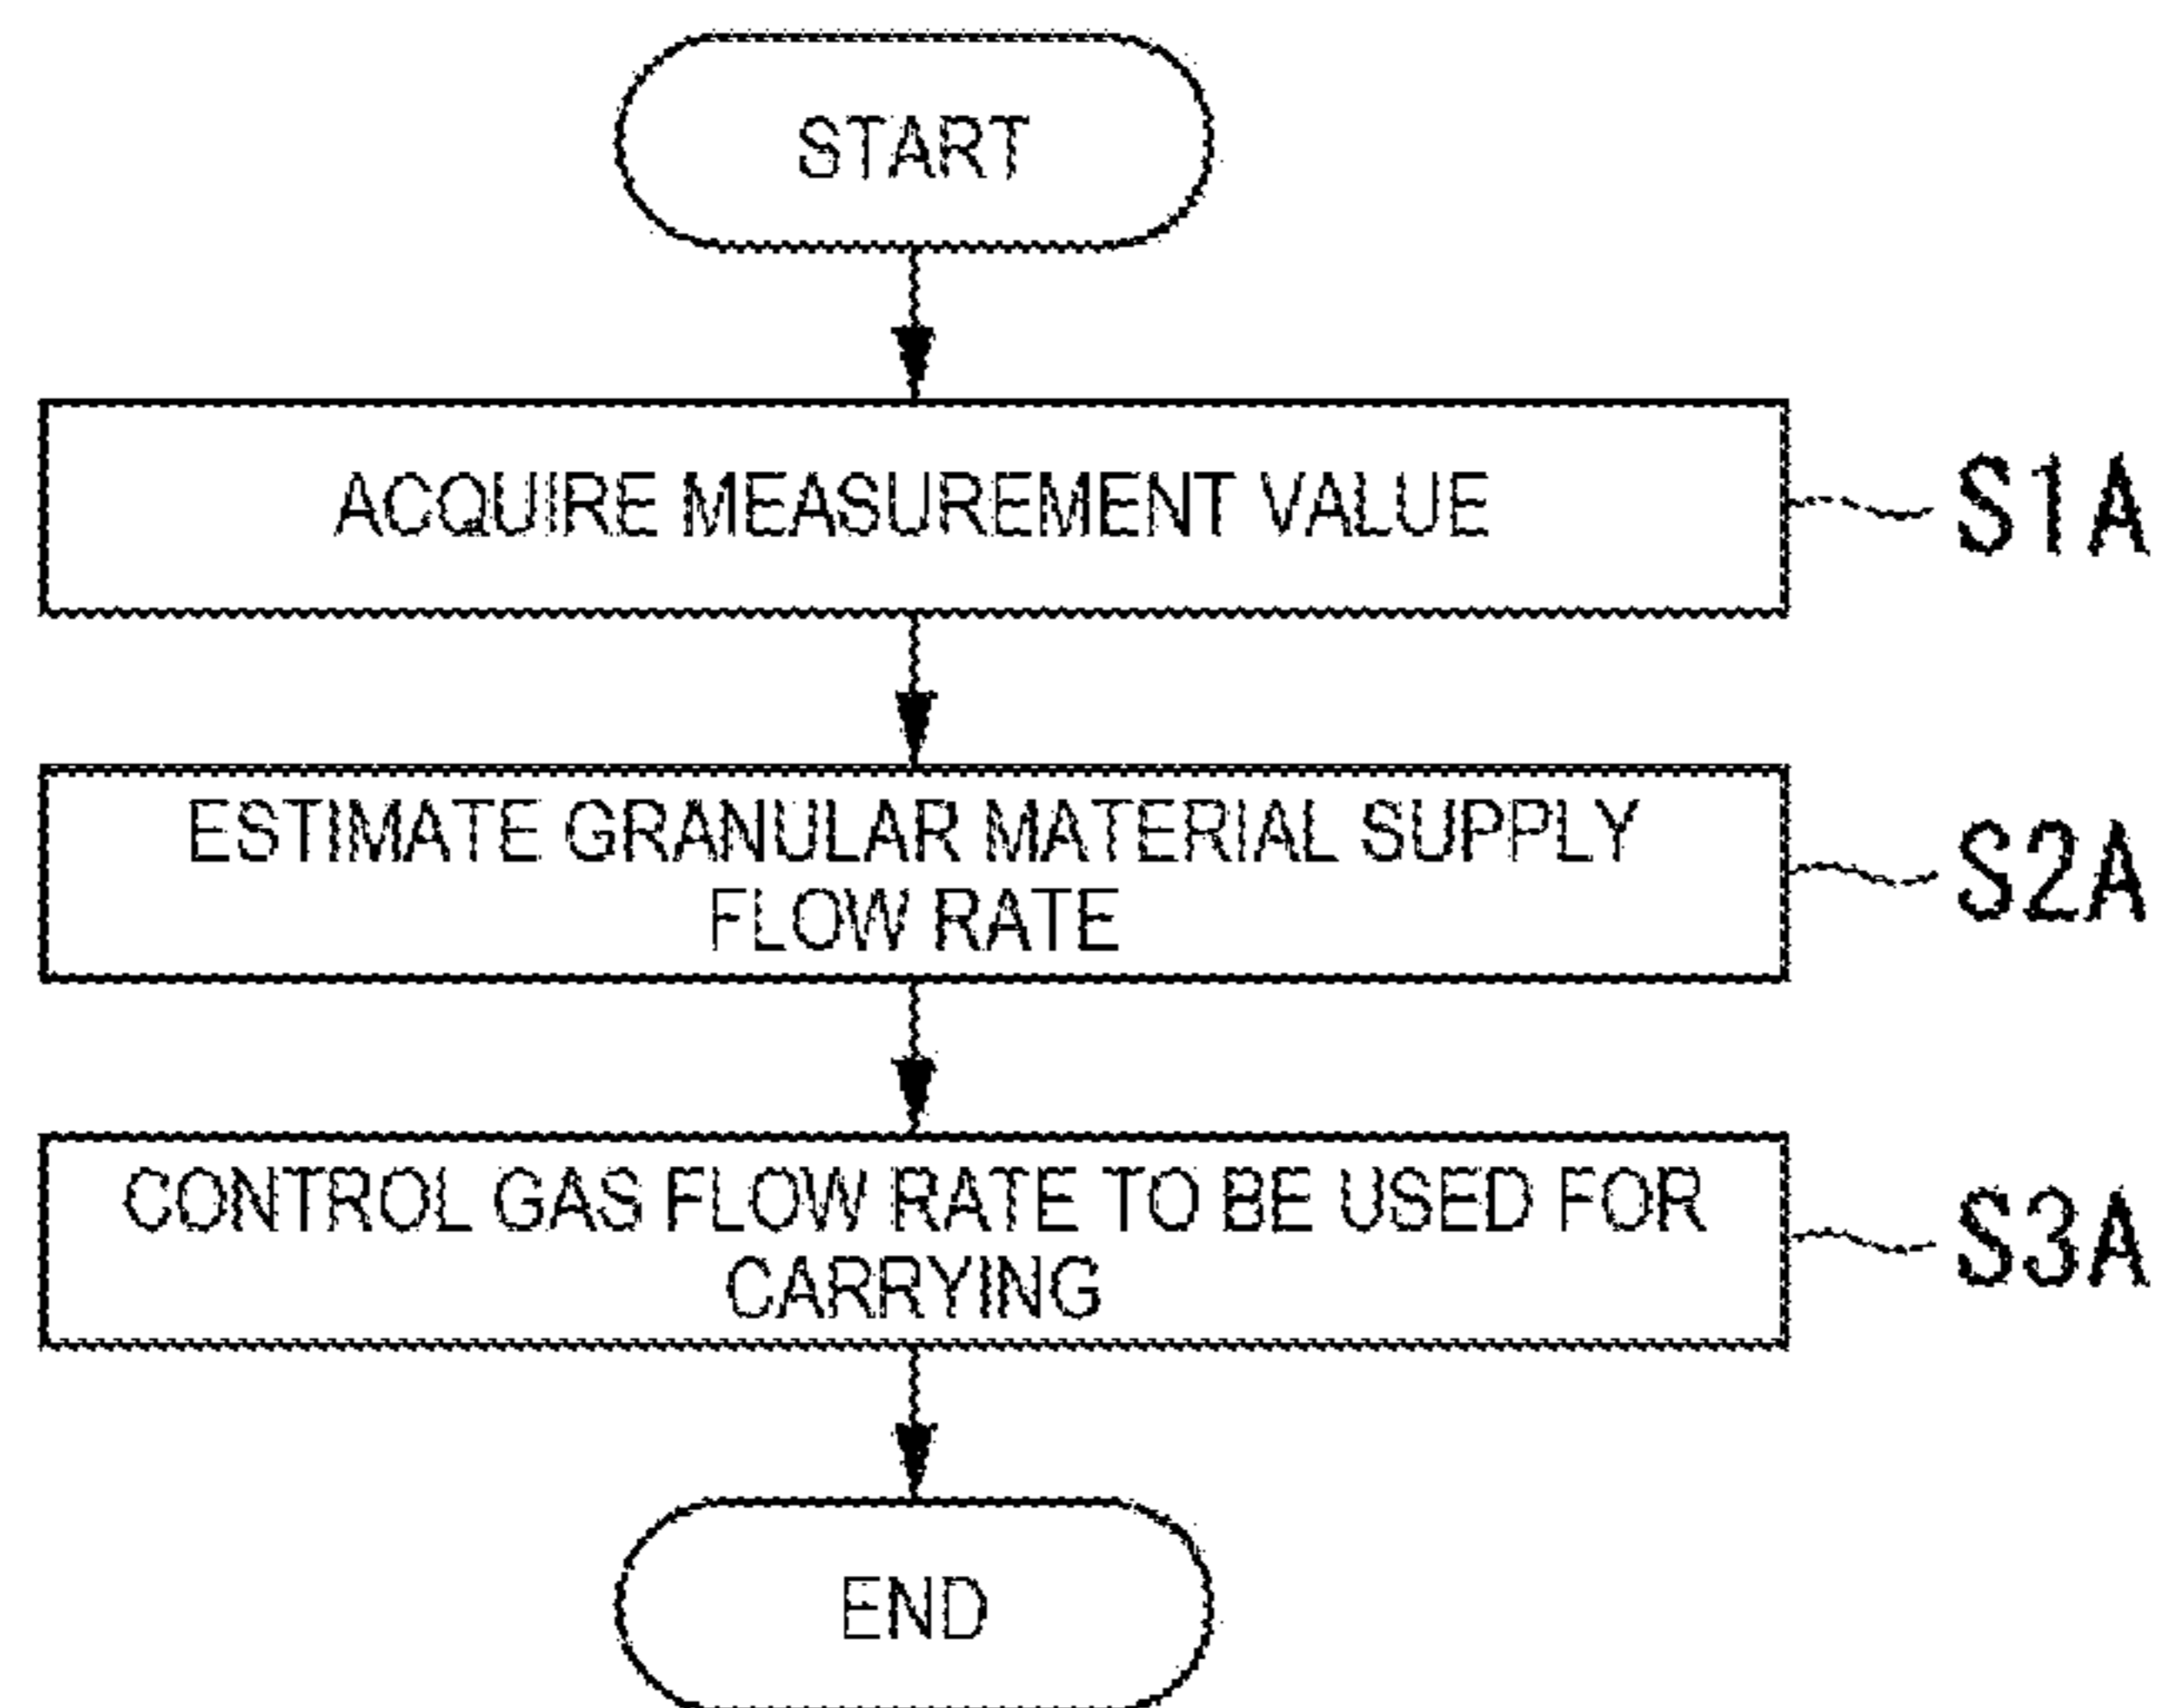 START
ACQUIRE MEASUREMENT VALUE
S1A
ESTIMATE GRANULAR MATERIAL SUPPLY
FLOW RATE
S2A
CONTROL GAS FLOW RATE TO BE USED FOR
CARRYING
S3A
END